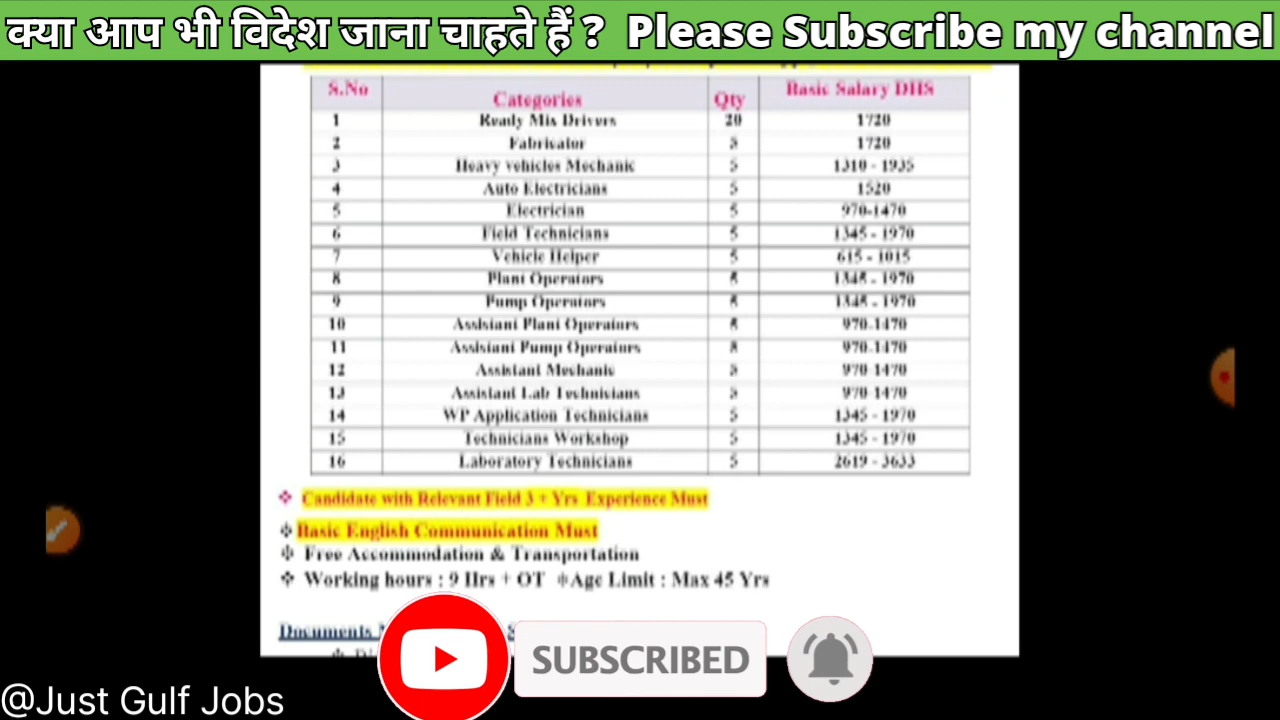 क्या आप भी विदेश जाना चाहते हैं ? Please Subscribe my channel
S.No Categories Qty Basic Salary DHS
1 Ready Mix Drivers 20 1720
2 Fabricator 5 1720
3 Heavy vehicles Mechanic 5 1310 - 1935
4 Auto Electricians 5 1520
5 Electrician 5 970-1470
6 Field Technicians 5 1345 - 1970
7 Vehicle Helper 5 615 - 1015
8 Plant Operators 1345 - 1970
9 Pump Operators 1345 - 1970
10 Assistant Plant Operators 970-1470
11 Assistant Pump Operators 970-1470
12 Assistant Mechanic 5 970-1470
13 Assistant Lab Technicians 5 970-1470
14 WP Application Technicians 5 1345 - 1970
15 Technicians Workshop 5 1345 - 1970
16 Laboratory Technicians 5 2619 - 3633
Candidate with Relevant Field 3 + Yrs Experience Must
Basic English Communication Must
Free Accommodation & Transportation
Working hours : 9 Hrs + OT *Age Limit : Max 45 Yrs
Documents
SUBSCRIBED
@Just Gulf Jobs